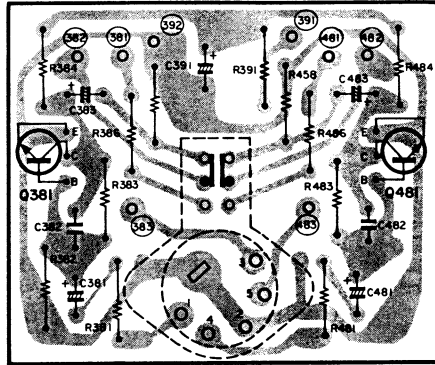 392
391
382
381
481
482
R384
C391
R391
R458
C483
R484
+
+
+
C383
R386
R486
E
C
B
E
C
B
Q381
Q481
R383
R483
C382
383
483
C482
R382
3
+
C381
5
+
C481
1
4
2
R381
R481